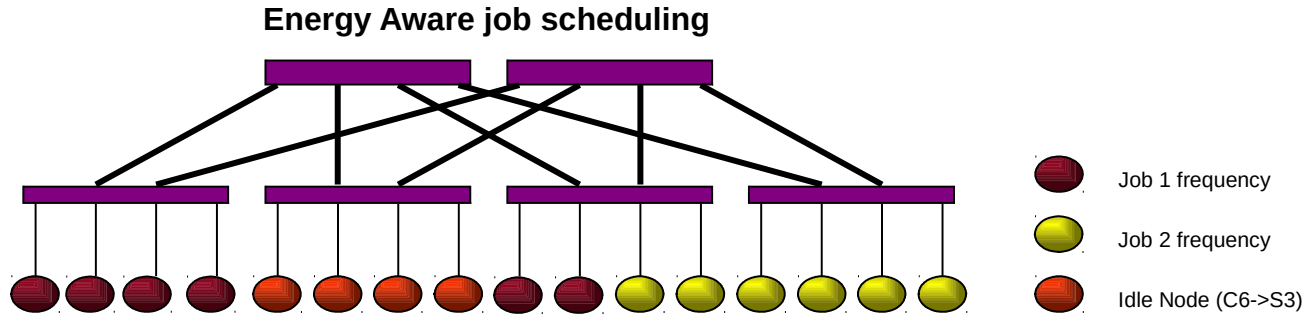 Energy Aware job scheduling
Job 1 frequency
Job 2 frequency
Idle Node (C6->S3)